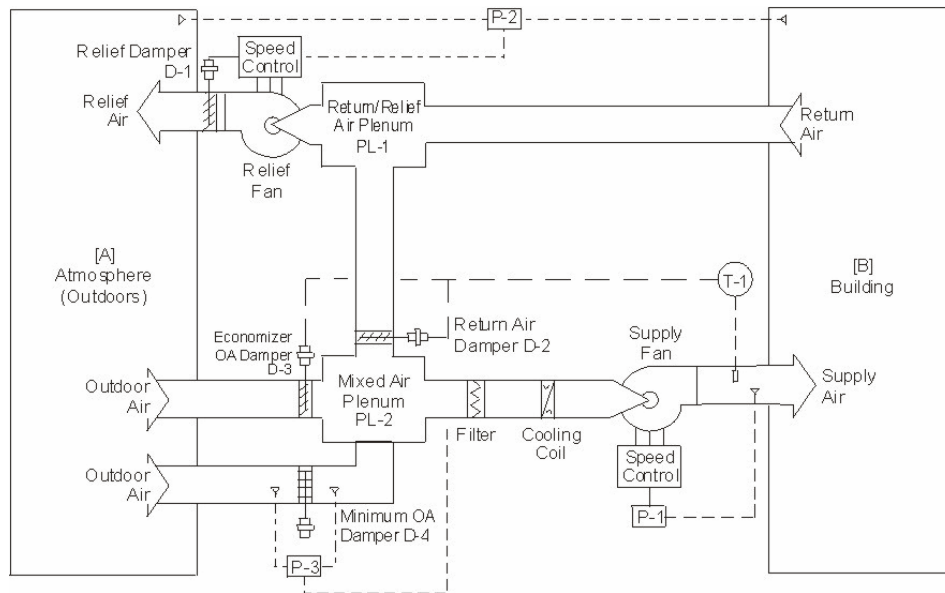 P-2
Relief Damper
D-1
Speed
Control
Relief
Air
Return/Relief
Air Plenum
PL-1
Return
Air
Relief
Fan
[A]
Atmosphere
(Outdoors)
[B]
Building
T-1
Economizer
OA Damper
D-3
Return Air
Damper D-2
Supply
Fan
Outdoor
Air
Mixed Air
Plenum
PL-2
Supply
Air
Filter
Cooling
Coil
Speed
Control
Outdoor
Air
Minimum OA
Damper D-4
P-1
P-3